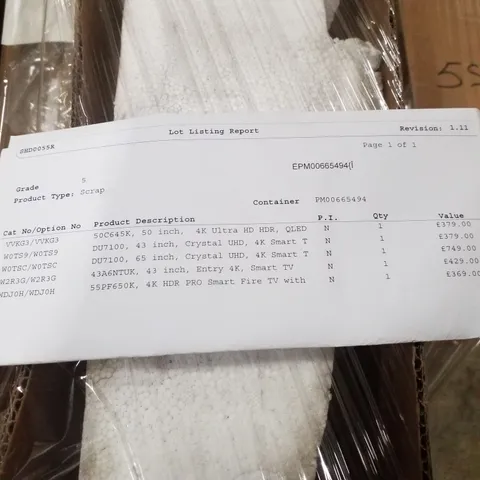 5S
SMD0055R Lot Listing Report Revision: 1.11
Page 1 of 1
EPM00665494
Grade S
Product Type: Scrap
Container PM00665494
Cat No/Option No Product Description P.I. Qty Value
VVKG3/VVKG3 50C645K, 50 inch, 4K Ultra HD HDR, QLED N 1 £379.00
W0TS9/W0TS9 DU7100, 43 inch, Crystal UHD, 4K Smart T N 1 £379.00
W0TSC/W0TSC DU7100, 65 inch, Crystal UHD, 4K Smart T N 1 £749.00
W2R3G/W2R3G 43A6NTUK, 43 inch, Entry 4K, Smart TV N 1 £429.00
WDJ0H/WDJ0H 55PF650K, 4K HDR PRO Smart Fire TV with N 1 £369.00